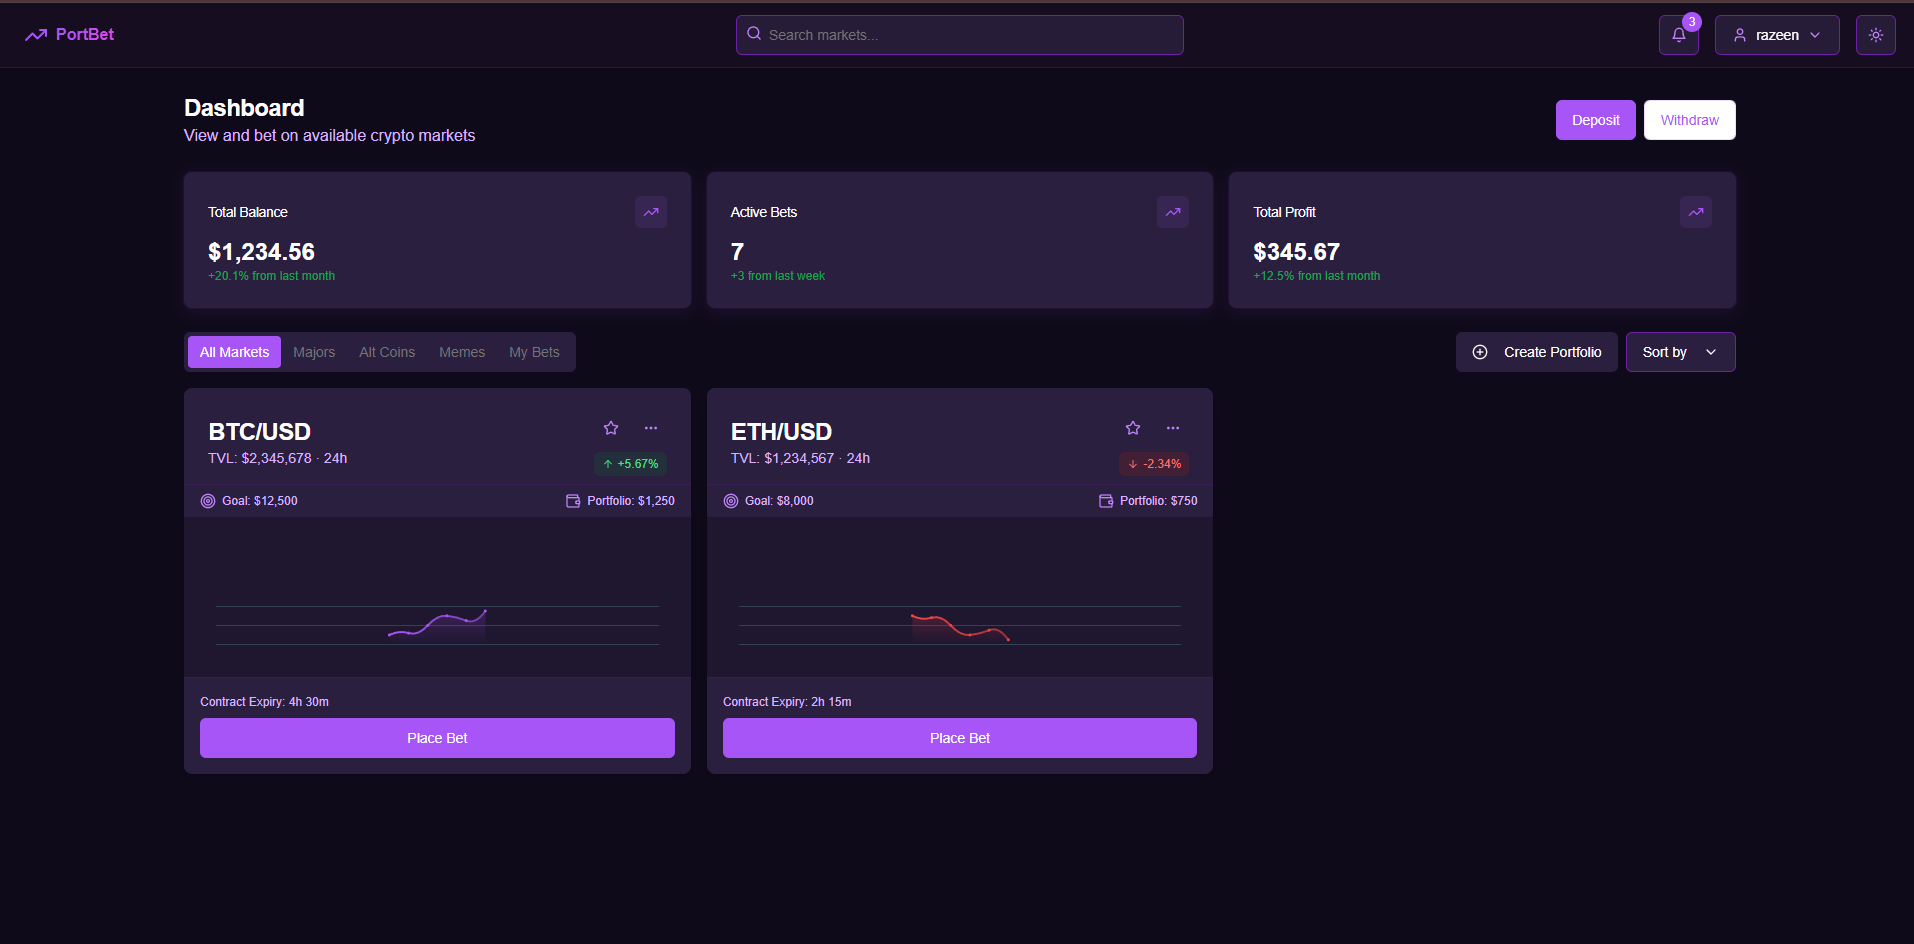 PortBet
Search markets...
3
razeen
Dashboard
View and bet on available crypto markets
Deposit
Withdraw
Total Balance
$1,234.56
+20.1% from last month
Active Bets
7
+3 from last week
Total Profit
$345.67
+12.5% from last month
All Markets
Majors
Alt Coins
Memes
My Bets
Create Portfolio
Sort by
BTC/USD
TVL: $2,345,678 · 24h
+5.67%
Goal: $12,500
Portfolio: $1,250
Contract Expiry: 4h 30m
Place Bet
ETH/USD
TVL: $1,234,567 · 24h
-2.34%
Goal: $8,000
Portfolio: $750
Contract Expiry: 2h 15m
Place Bet